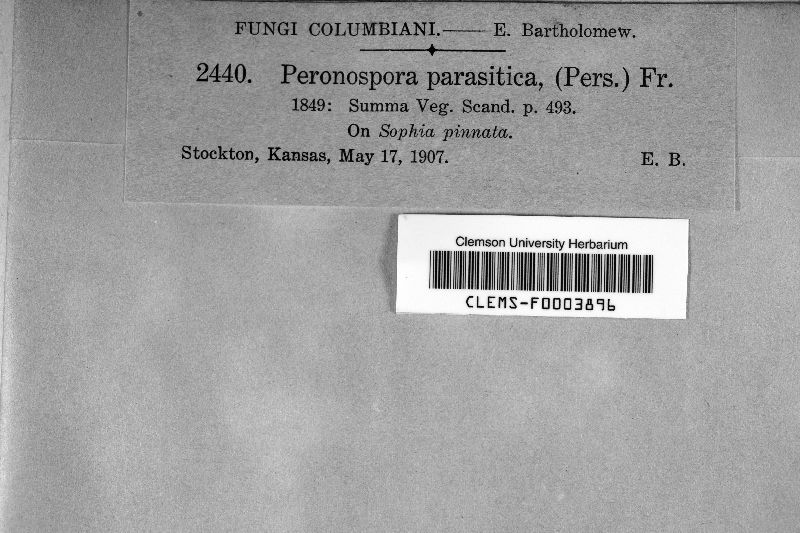 FUNGI COLUMBIANI.—— E. Bartholomew.
2440. Peronospora parasitica, (Pers.) Fr.
1849: Summa Veg. Scand. p. 493.
On Sophia pinnata.
Stockton, Kansas, May 17, 1907. E. B.
Clemson University Herbarium
CLEMS-F0003896